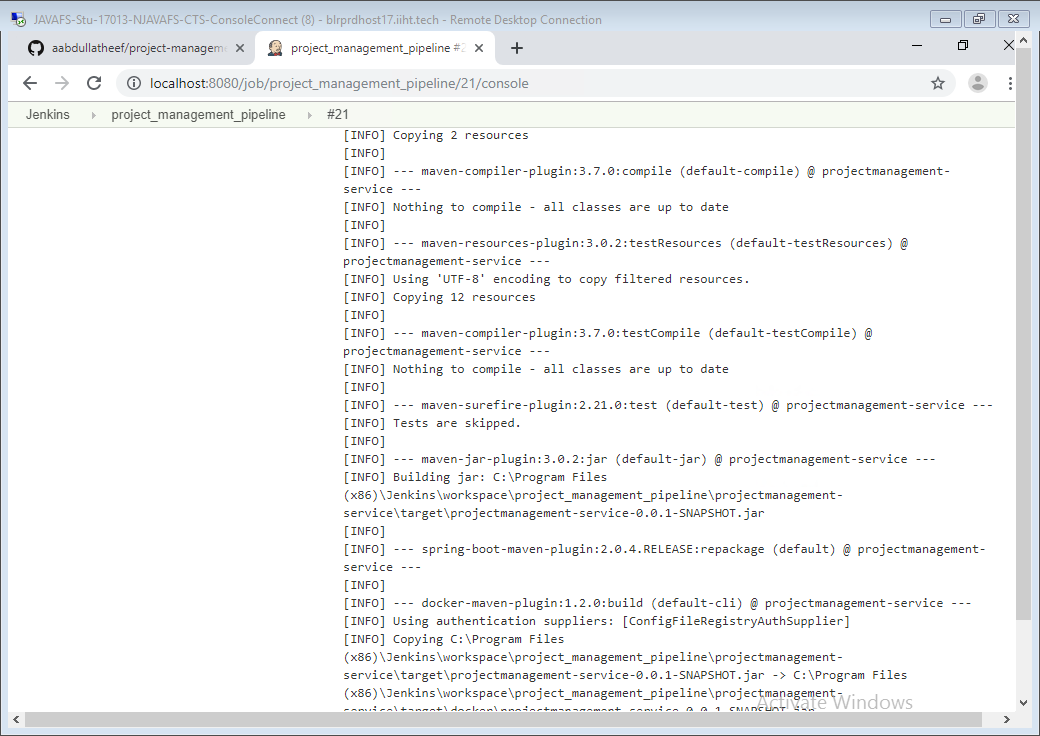 JAVAFS-Stu-17013-NJAVAFS-CTS-ConsoleConnect (8) - blrprdhost17.iiht.tech - Remote Desktop Connection
aabdullatheef/project-managem
project_management_pipeline #2
localhost:8080/job/project_management_pipeline/21/console
Jenkins project_management_pipeline #21
[INFO] Copying 2 resources
[INFO]
[INFO] --- maven-compiler-plugin:3.7.0:compile (default-compile) @ projectmanagement-
service ---
[INFO] Nothing to compile - all classes are up to date
[INFO]
[INFO] --- maven-resources-plugin:3.0.2:testResources (default-testResources) @
projectmanagement-service ---
[INFO] Using 'UTF-8' encoding to copy filtered resources.
[INFO] Copying 12 resources
[INFO]
[INFO] --- maven-compiler-plugin:3.7.0:testCompile (default-testCompile) @
projectmanagement-service ---
[INFO] Nothing to compile - all classes are up to date
[INFO]
[INFO] --- maven-surefire-plugin:2.21.0:test (default-test) @ projectmanagement-service ---
[INFO] Tests are skipped.
[INFO]
[INFO] --- maven-jar-plugin:3.0.2:jar (default-jar) @ projectmanagement-service ---
[INFO] Building jar: C:\Program Files
(x86)\Jenkins\workspace\project_management_pipeline\projectmanagement-
service\target\projectmanagement-service-0.0.1-SNAPSHOT.jar
[INFO]
[INFO] --- spring-boot-maven-plugin:2.0.4.RELEASE:repackage (default) @ projectmanagement-
service ---
[INFO]
[INFO] --- docker-maven-plugin:1.2.0:build (default-cli) @ projectmanagement-service ---
[INFO] Using authentication suppliers: [ConfigFileRegistryAuthSupplier]
[INFO] Copying C:\Program Files
(x86)\Jenkins\workspace\project_management_pipeline\projectmanagement-
service\target\projectmanagement-service-0.0.1-SNAPSHOT.jar -> C:\Program Files
(x86)\Jenkins\workspace\project_management_pipeline\projectmanagement-
service\target\docker\projectmanagement-service-0.0.1-SNAPSHOT.jar
Activate Windows